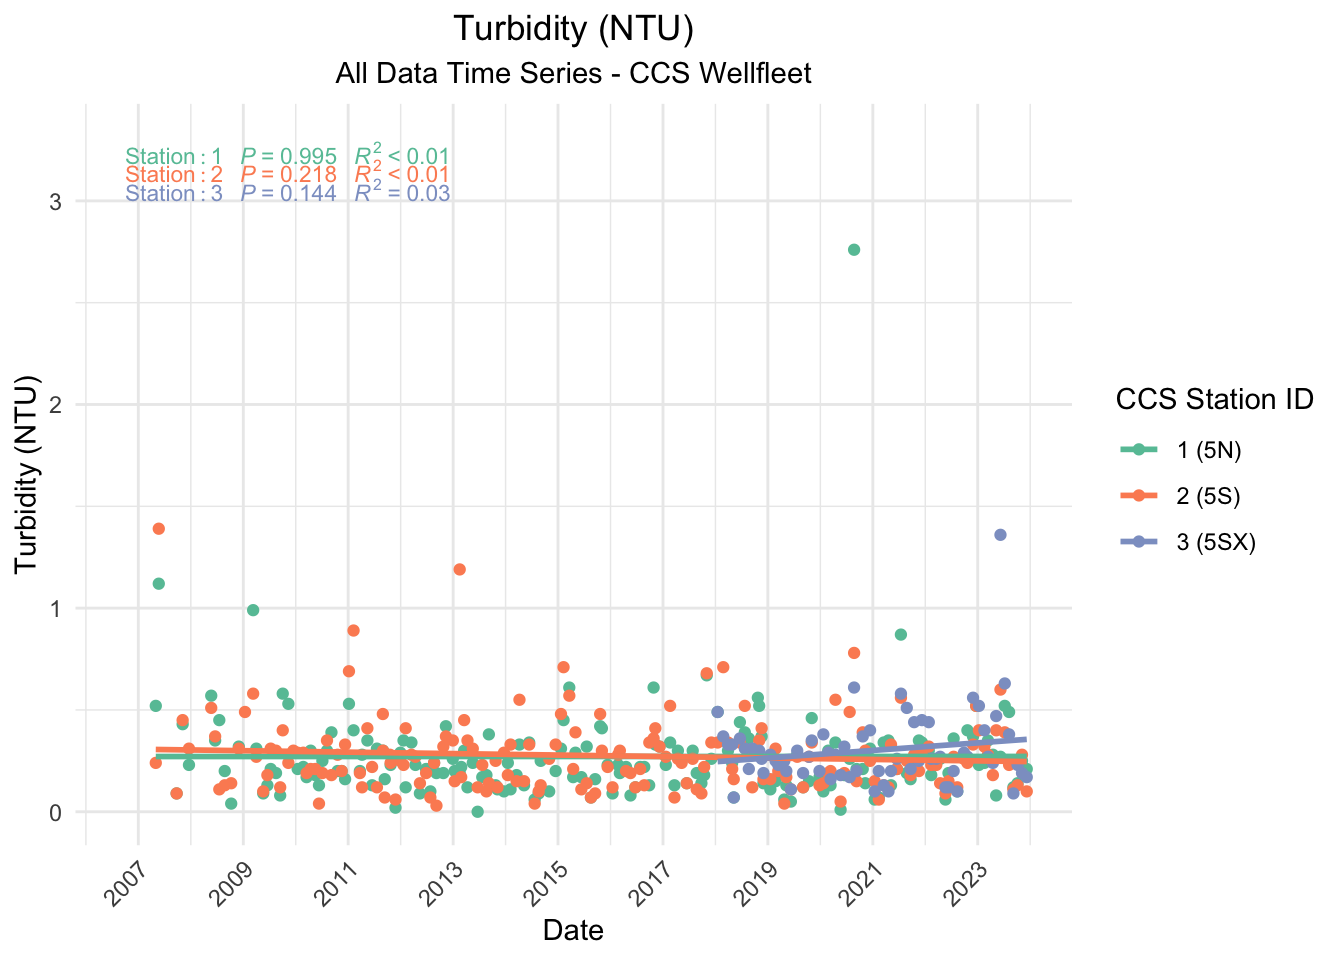 Turbidity (NTU)
All Data Time Series - CCS Wellfleet
Station : 1 P = 0.995 R² < 0.01
Station : 2 P = 0.218 R² < 0.01
Station : 3 P = 0.144 R² = 0.03
3
2
1
0
Turbidity (NTU)
2007
2009
2011
2013
2015
2017
2019
2021
2023
Date
CCS Station ID
1 (5N)
2 (5S)
3 (5SX)